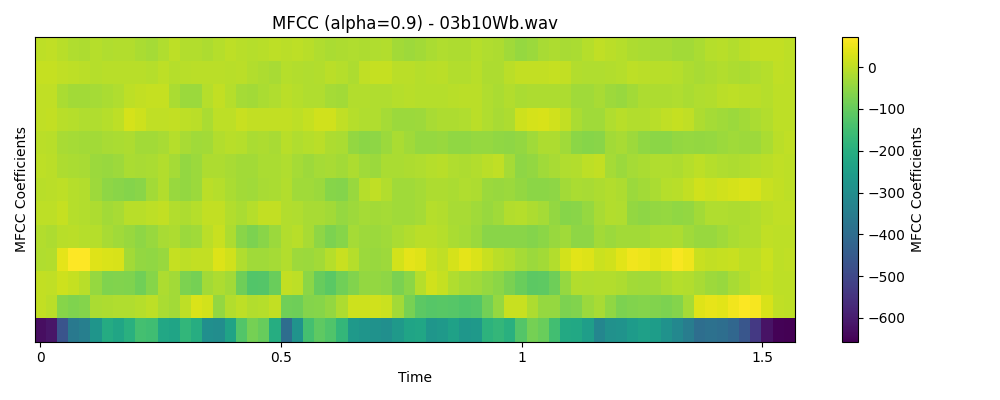 MFCC (alpha=0.9) - 03b10Wb.wav
MFCC Coefficients
0
0.5
1
1.5
Time
0
−100
−200
−300
−400
−500
−600
MFCC Coefficients